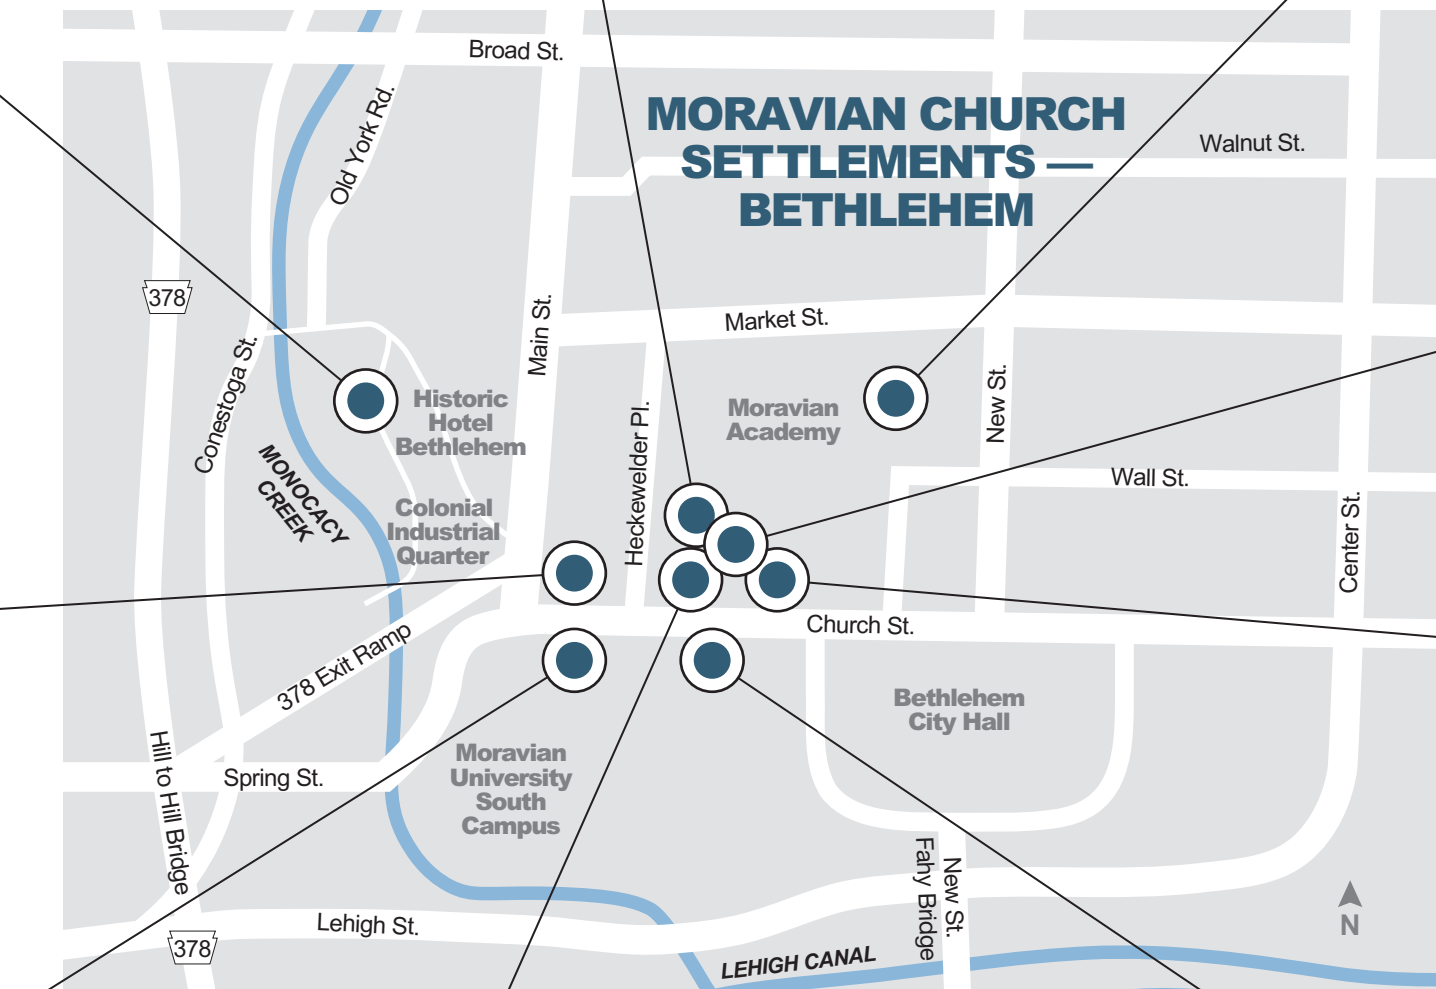 Broad St.
MORAVIAN CHURCH
SETTLEMENTS —
BETHLEHEM
Walnut St.
Old York Rd.
378
Main St.
Market St.
Conestoga St.
Historic
Hotel
Bethlehem
Heckewelder Pl.
Moravian
Academy
New St.
MONOCACY
CREEK
Wall St.
Colonial
Industrial
Quarter
Center St.
Church St.
378 Exit Ramp
Bethlehem
City Hall
Hill to Hill Bridge
Spring St.
Moravian
University
South
Campus
New St.
Fahy Bridge
Lehigh St.
378
LEHIGH CANAL
N